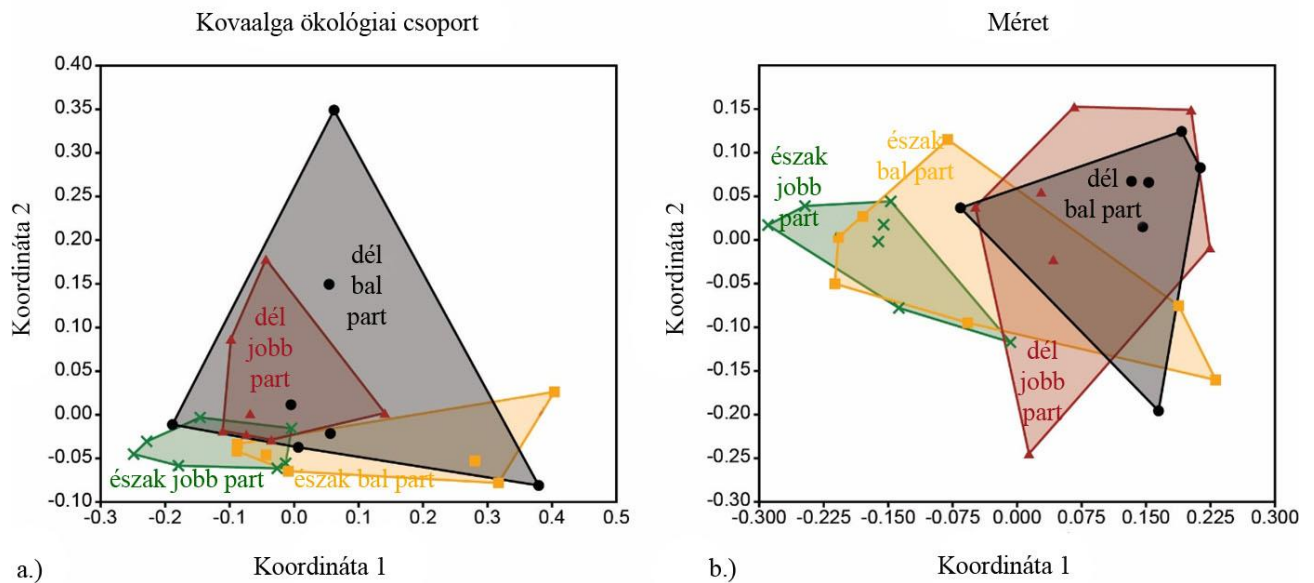 Kovaalga ökológiai csoport
0.40
0.35
0.30
0.25
0.20
0.15
0.10
0.05
0.00
-0.05
-0.10
Koordináta 2
dél
bal
part
dél
jobb
part
észak jobb part
észak bal part
-0.3 -0.2 -0.1 0.0 0.1 0.2 0.3 0.4 0.5
a.)
Koordináta 1
Méret
0.15
0.10
0.05
0.00
-0.05
-0.10
-0.15
-0.20
-0.25
-0.30
Koordináta 2
észak
jobb
part
észak
bal part
dél
bal part
dél
jobb
part
-0.300 -0.225 -0.150 -0.075 0.000 0.075 0.150 0.225 0.300
b.)
Koordináta 1